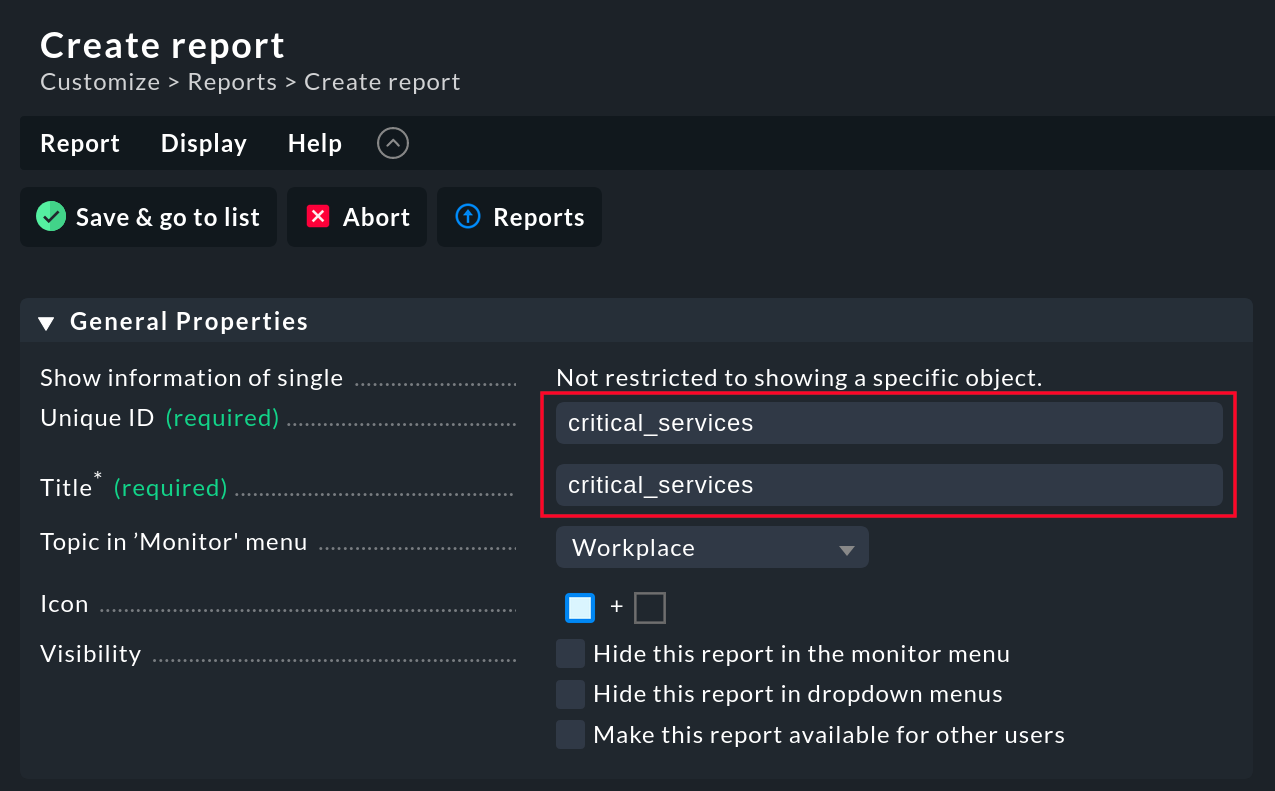 Create report
Customize > Reports > Create report
Report Display Help
Save & go to list Abort Reports
General Properties
Show information of single Not restricted to showing a specific object.
Unique ID (required) critical_services
Title* (required) critical_services
Topic in ’Monitor' menu Workplace
Icon +
Visibility Hide this report in the monitor menu
Hide this report in dropdown menus
Make this report available for other users